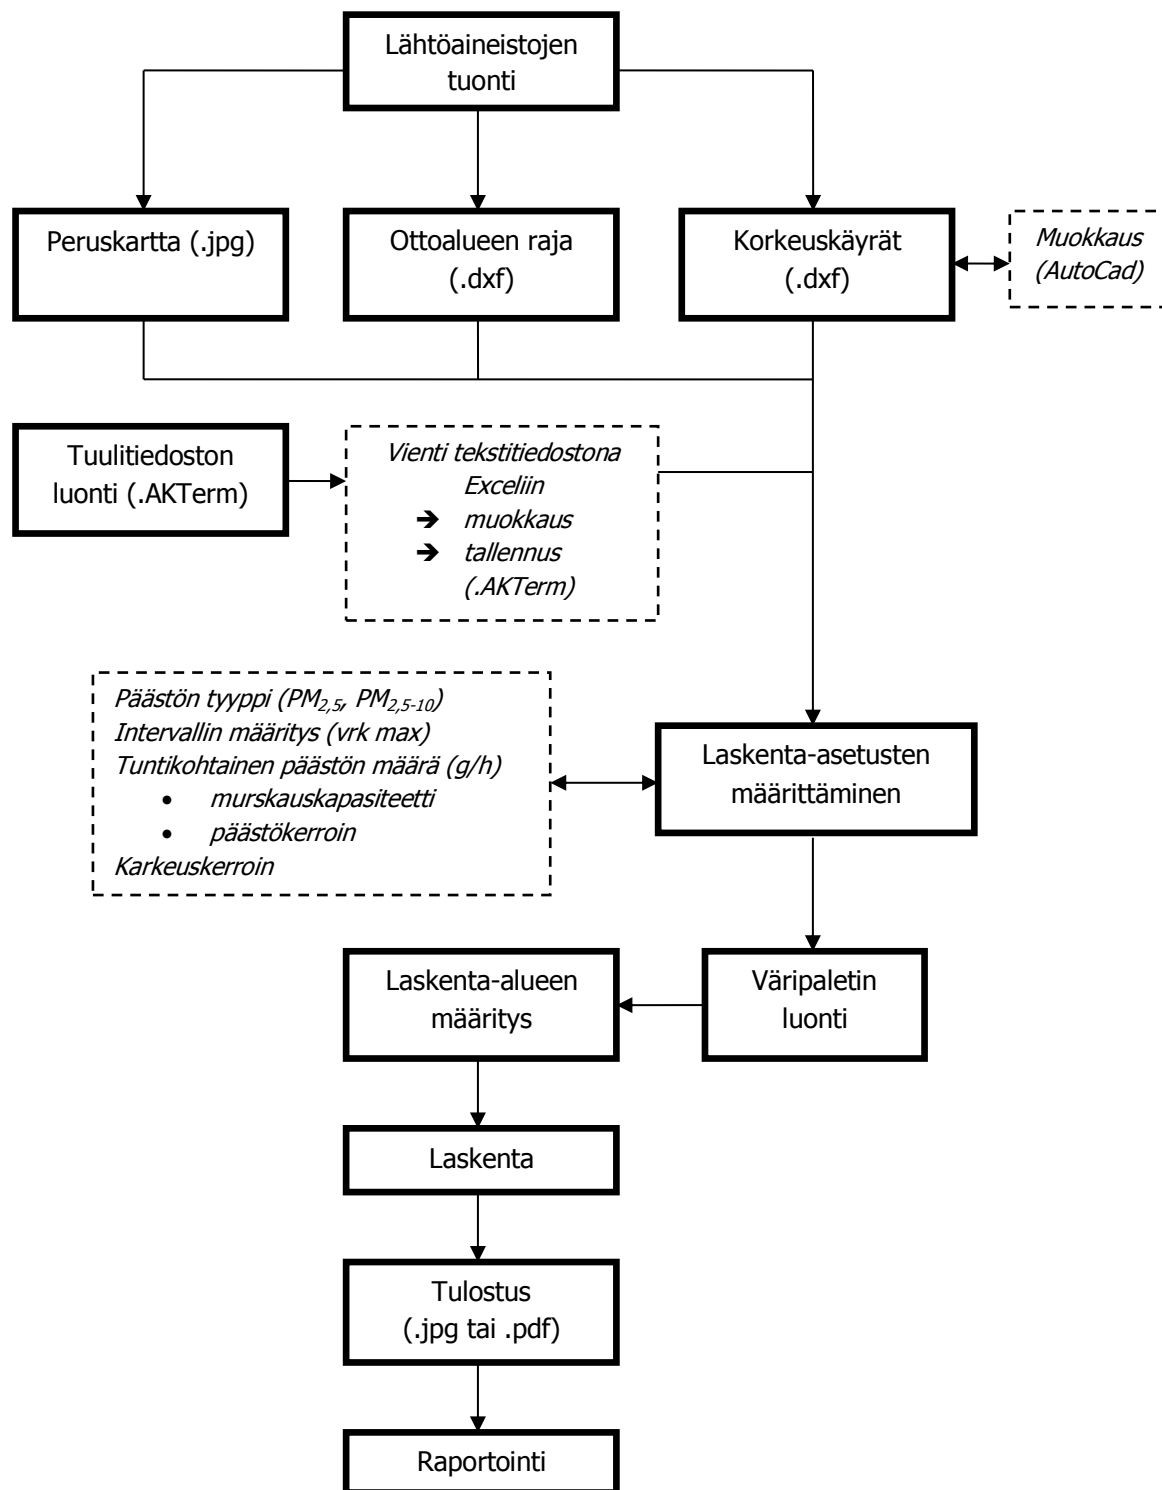 Lähtöaineistojen
tuonti
Peruskartta (.jpg)
Ottoalueen raja
(.dxf)
Korkeuskäyrät
(.dxf)
Muokkaus
(AutoCad)
Tuulitiedoston
luonti (.AKTerm)
Vienti tekstitiedostona
Exceliin
➔ muokkaus
➔ tallennus
(.AKTerm)
Päästön tyyppi (PM2,5, PM2,5-10)
Intervallin määritys (vrk max)
Tuntikohtainen päästön määrä (g/h)
• murskauskapasiteetti
• päästökerroin
Karkeuskerroin
Laskenta-asetusten
määrittäminen
Laskenta-alueen
määritys
Väripaletin
luonti
Laskenta
Tulostus
(.jpg tai .pdf)
Raportointi